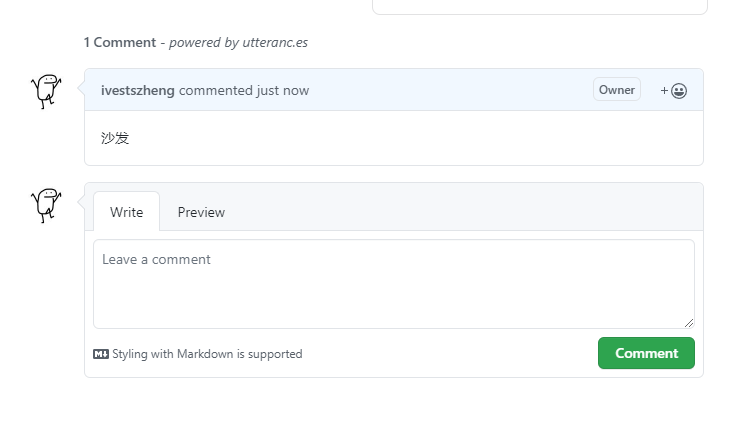 1 Comment - powered by utteranc.es
ivestszheng commented just now Owner +
沙发
Write Preview
Leave a comment
Styling with Markdown is supported Comment